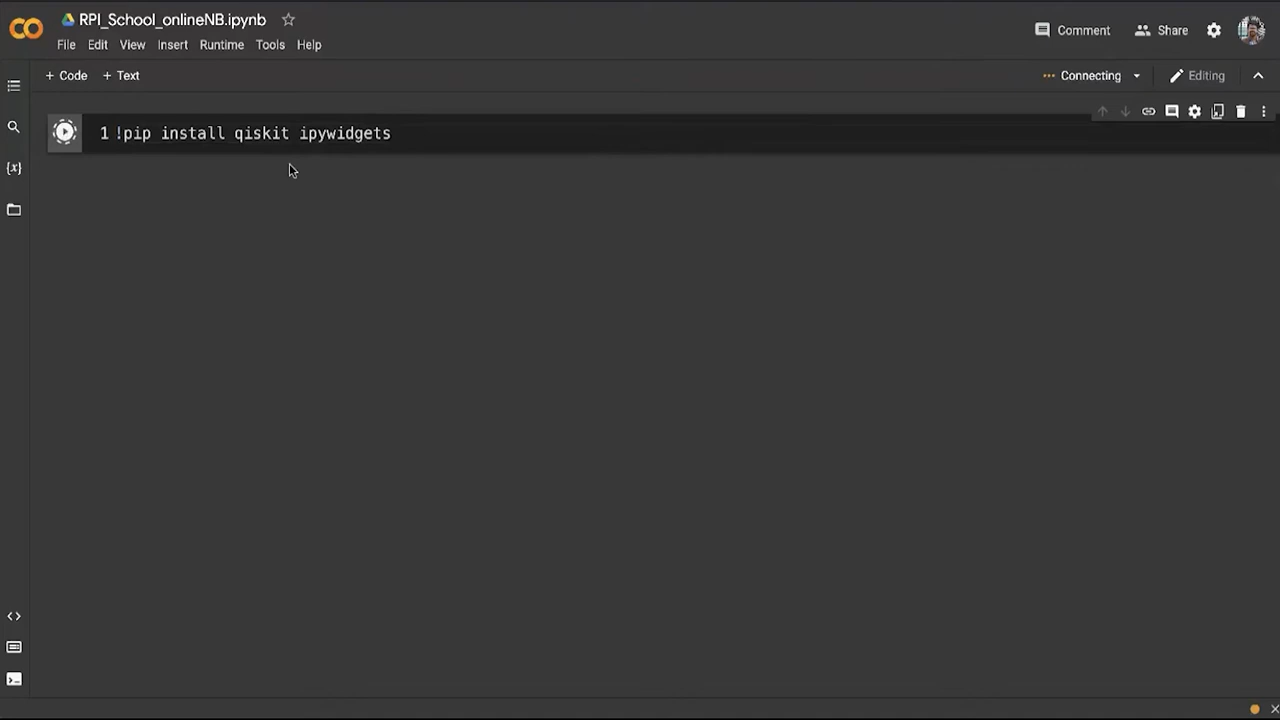 RPI_School_onlineNB.ipynb
Comment
Share
File Edit View Insert Runtime Tools Help
+ Code + Text
Connecting
Editing
1 !pip install qiskit ipywidgets
{x}